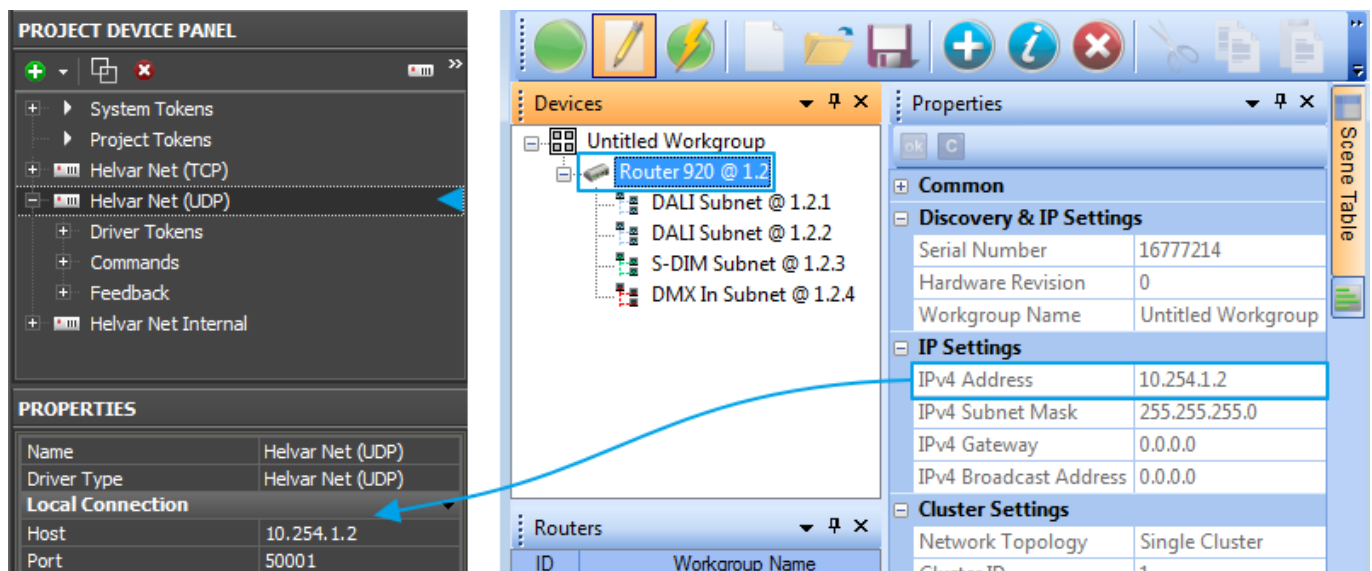 PROJECT DEVICE PANEL
System Tokens
Project Tokens
Helvar Net (TCP)
Helvar Net (UDP)
Driver Tokens
Commands
Feedback
Helvar Net Internal
PROPERTIES
Name Helvar Net (UDP)
Driver Type Helvar Net (UDP)
Local Connection
Host 10.254.1.2
Port 50001
Devices
Untitled Workgroup
Router 920 @ 1.2
DALI Subnet @ 1.2.1
DALI Subnet @ 1.2.2
S-DIM Subnet @ 1.2.3
DMX In Subnet @ 1.2.4
Routers
ID Workgroup Name
Properties
ok C
Common
Discovery & IP Settings
Serial Number 16777214
Hardware Revision 0
Workgroup Name Untitled Workgroup
IP Settings
IPv4 Address 10.254.1.2
IPv4 Subnet Mask 255.255.255.0
IPv4 Gateway 0.0.0.0
IPv4 Broadcast Address 0.0.0.0
Cluster Settings
Network Topology Single Cluster
Cluster ID 1
Scene Table